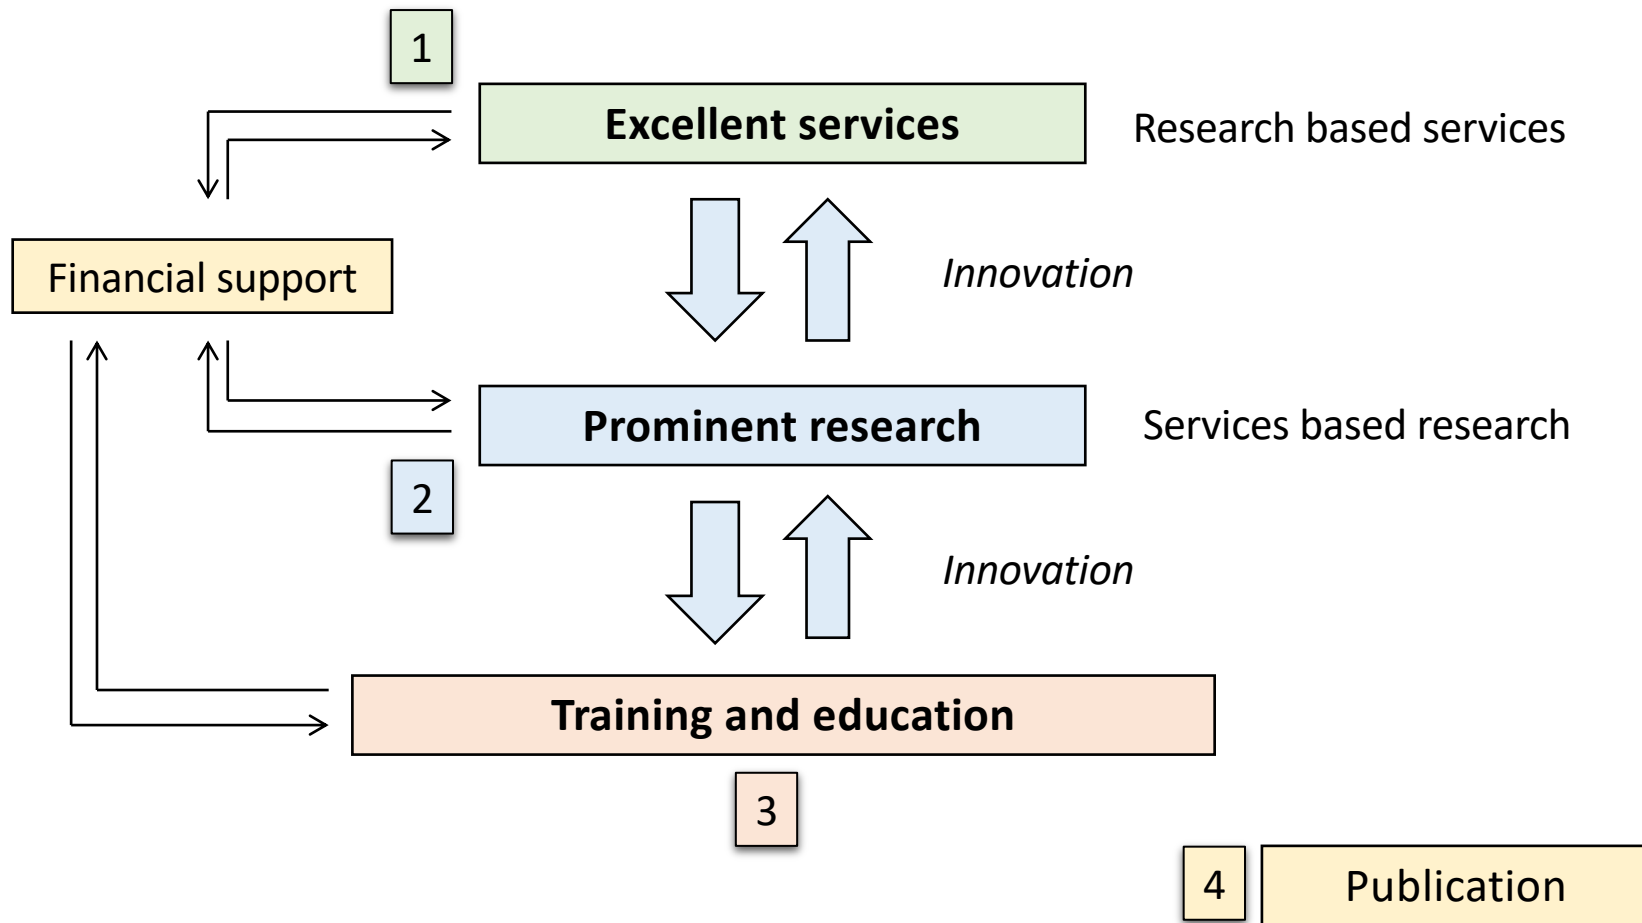 1
Excellent services
Research based services
Financial support
Innovation
Prominent research
Services based research
2
Innovation
Training and education
3
4
Publication